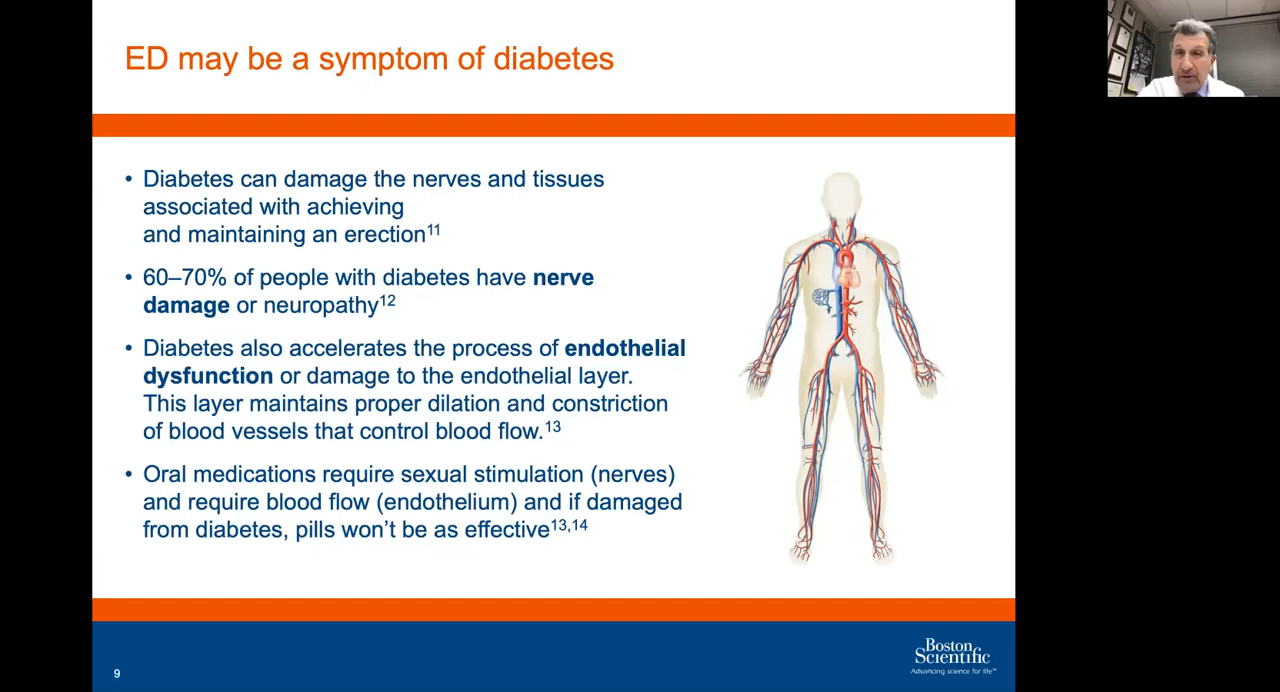 ED may be a symptom of diabetes
• Diabetes can damage the nerves and tissues
associated with achieving
and maintaining an erection11
• 60–70% of people with diabetes have nerve
damage or neuropathy12
• Diabetes also accelerates the process of endothelial
dysfunction or damage to the endothelial layer.
This layer maintains proper dilation and constriction
of blood vessels that control blood flow.13
• Oral medications require sexual stimulation (nerves)
and require blood flow (endothelium) and if damaged
from diabetes, pills won’t be as effective13,14
9
Boston
Scientific
Advancing science for life™